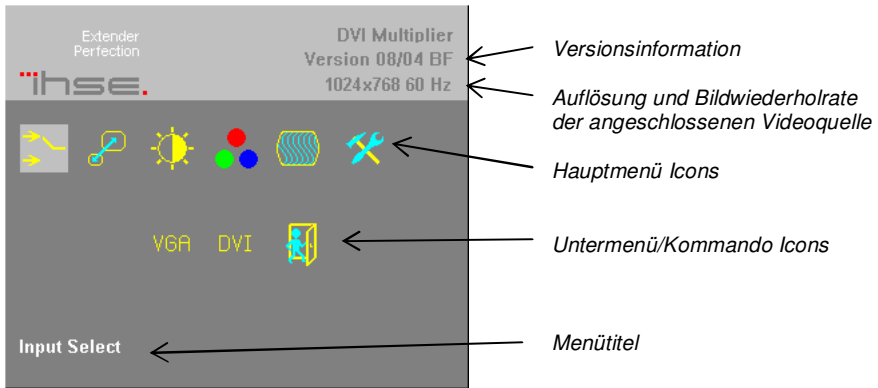 Extender
Perfection
ihse.
DVI Multiplier
Version 08/04 BF
1024x768 60 Hz
Versionsinformation
Auflösung und Bildwiederholrate
der angeschlossenen Videoquelle
Hauptmenü Icons
VGA DVI
Untermenü/Kommando Icons
Input Select
Menütitel